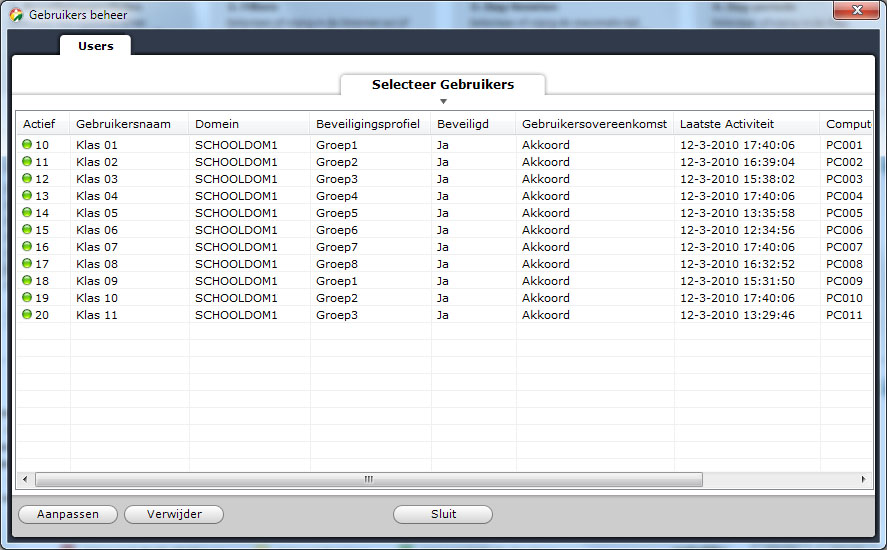 Gebruikers beheer
Users
Selecteer Gebruikers
Actief Gebruikersnaam Domein Beveiligingsprofiel Beveiligd Gebruikersovereenkomst Laatste Activiteit Comput
10 Klas 01 SCHOOLDOM1 Groep1 Ja Akkoord 12-3-2010 17:40:06 PC001
11 Klas 02 SCHOOLDOM1 Groep2 Ja Akkoord 12-3-2010 16:39:04 PC002
12 Klas 03 SCHOOLDOM1 Groep3 Ja Akkoord 12-3-2010 15:38:02 PC003
13 Klas 04 SCHOOLDOM1 Groep4 Ja Akkoord 12-3-2010 17:40:06 PC004
14 Klas 05 SCHOOLDOM1 Groep5 Ja Akkoord 12-3-2010 13:35:58 PC005
15 Klas 06 SCHOOLDOM1 Groep6 Ja Akkoord 12-3-2010 12:34:56 PC006
16 Klas 07 SCHOOLDOM1 Groep7 Ja Akkoord 12-3-2010 17:40:06 PC007
17 Klas 08 SCHOOLDOM1 Groep8 Ja Akkoord 12-3-2010 16:32:52 PC008
18 Klas 09 SCHOOLDOM1 Groep1 Ja Akkoord 12-3-2010 15:31:50 PC009
19 Klas 10 SCHOOLDOM1 Groep2 Ja Akkoord 12-3-2010 17:40:06 PC010
20 Klas 11 SCHOOLDOM1 Groep3 Ja Akkoord 12-3-2010 13:29:46 PC011
Aanpassen Verwijder Sluit